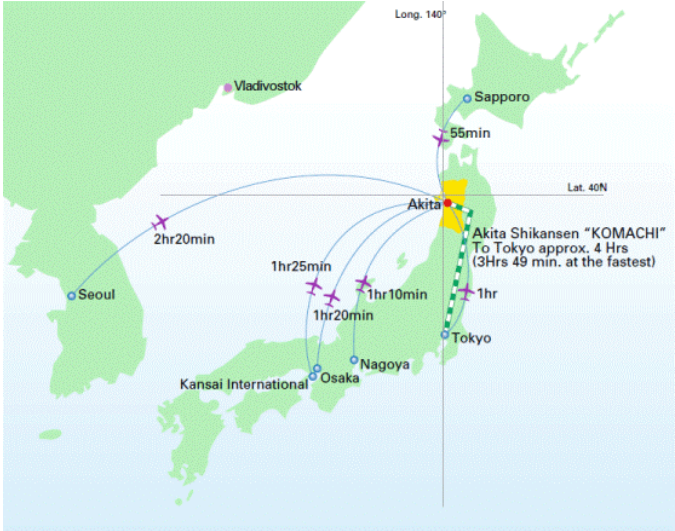 Long. 140°
Vladivostok
Sapporo
55min
Lat. 40N
Akita
Akita Shikansen "KOMACHI"
To Tokyo approx. 4 Hrs
(3Hrs 49 min. at the fastest)
2hr20min
1hr25min
Seoul
1hr10min
1hr
1hr20min
Tokyo
Nagoya
Kansai International
Osaka